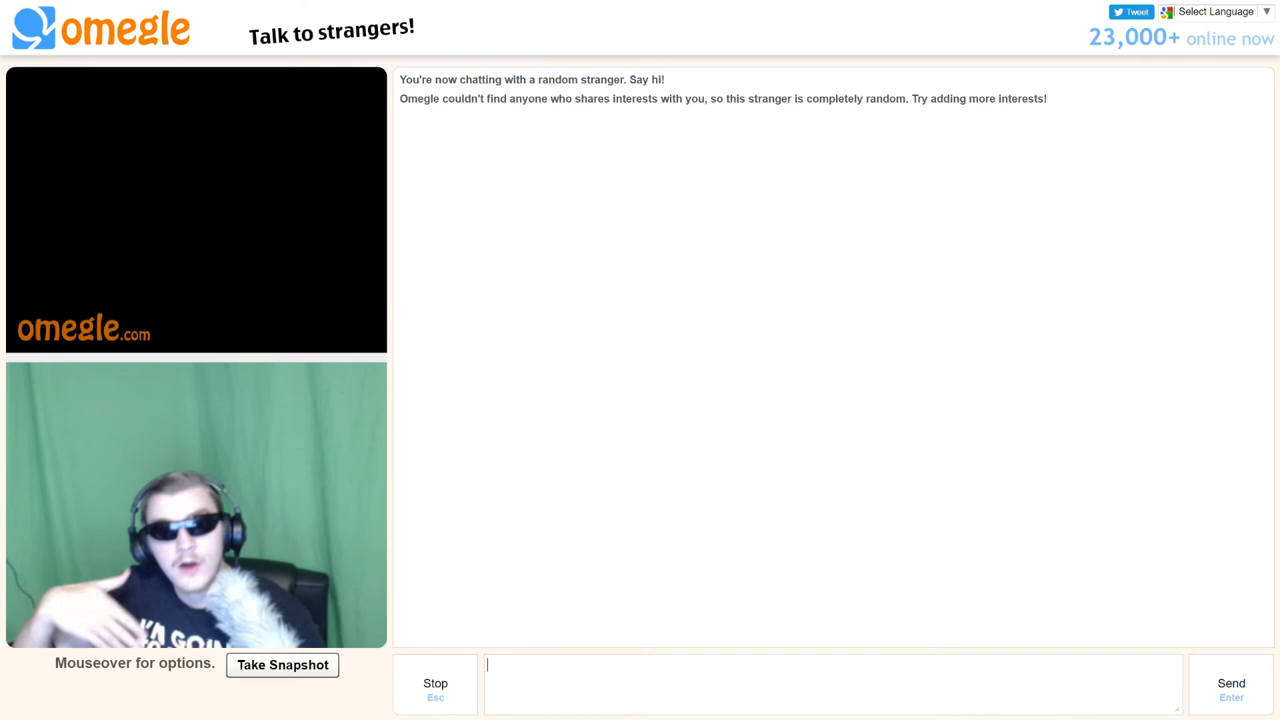 omegle
Talk to strangers!
Tweet
Select Language
23,000+ online now
You're now chatting with a random stranger. Say hi!
Omegle couldn't find anyone who shares interests with you, so this stranger is completely random. Try adding more interests!
omegle.com
I'M GOIN
Mouseover for options.
Take Snapshot
Stop
Esc
Send
Enter